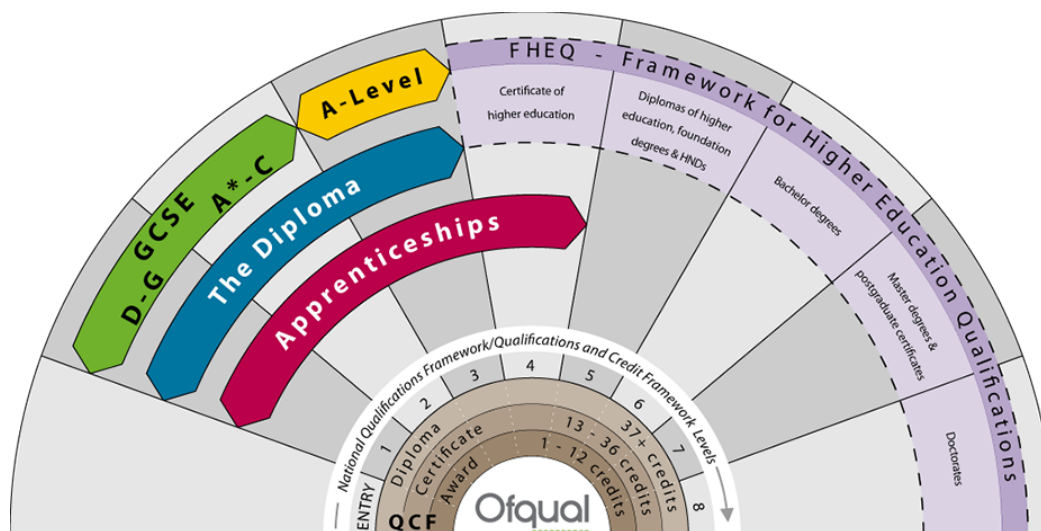 FHEQ - Framework for Higher Education Qualifications
A-Level
GCSE
D-G A*-C
The Diploma
Apprenticeships
Certificate of
higher education
Diplomas of higher
education, foundation
degrees & HNDs
Bachelor degrees
Master degrees &
postgraduate certificates
Doctorates
National Qualifications Framework/Qualifications and Credit Framework Levels
ENTRY
1
2
3
4
5
6
7
8
Diploma
37+ credits
Certificate
13 - 36 credits
Award
1 - 12 credits
QCF
Ofqual